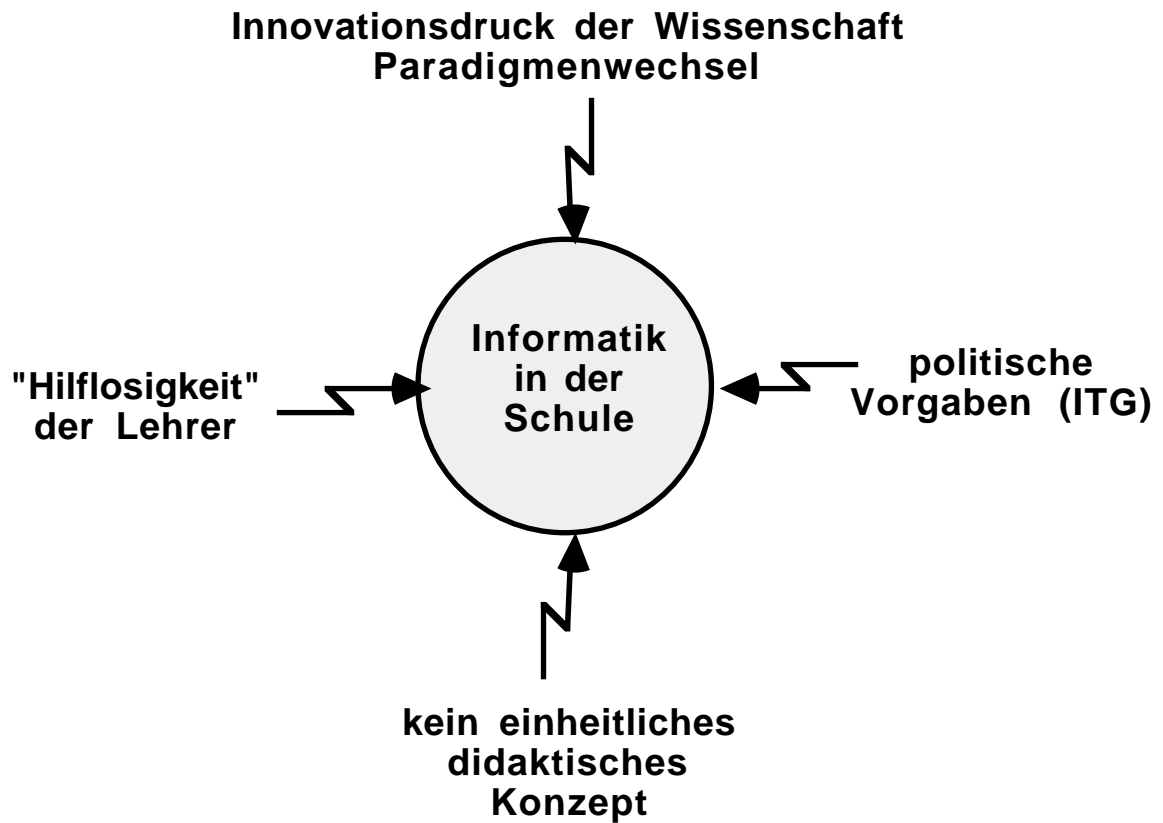 Innovationsdruck der Wissenschaft
Paradigmenwechsel
Informatik
in der
Schule
"Hilflosigkeit"
der Lehrer
politische
Vorgaben (ITG)
kein einheitliches
didaktisches
Konzept